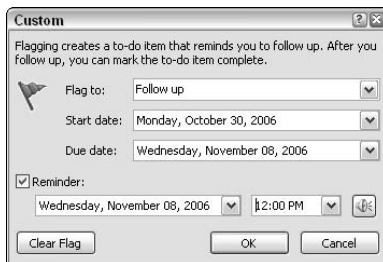 Custom
Flagging creates a to-do item that reminds you to follow up. After you
follow up, you can mark the to-do item complete.
Flag to: Follow up
Start date: Monday, October 30, 2006
Due date: Wednesday, November 08, 2006
Reminder:
Wednesday, November 08, 2006 12:00 PM
Clear Flag OK Cancel